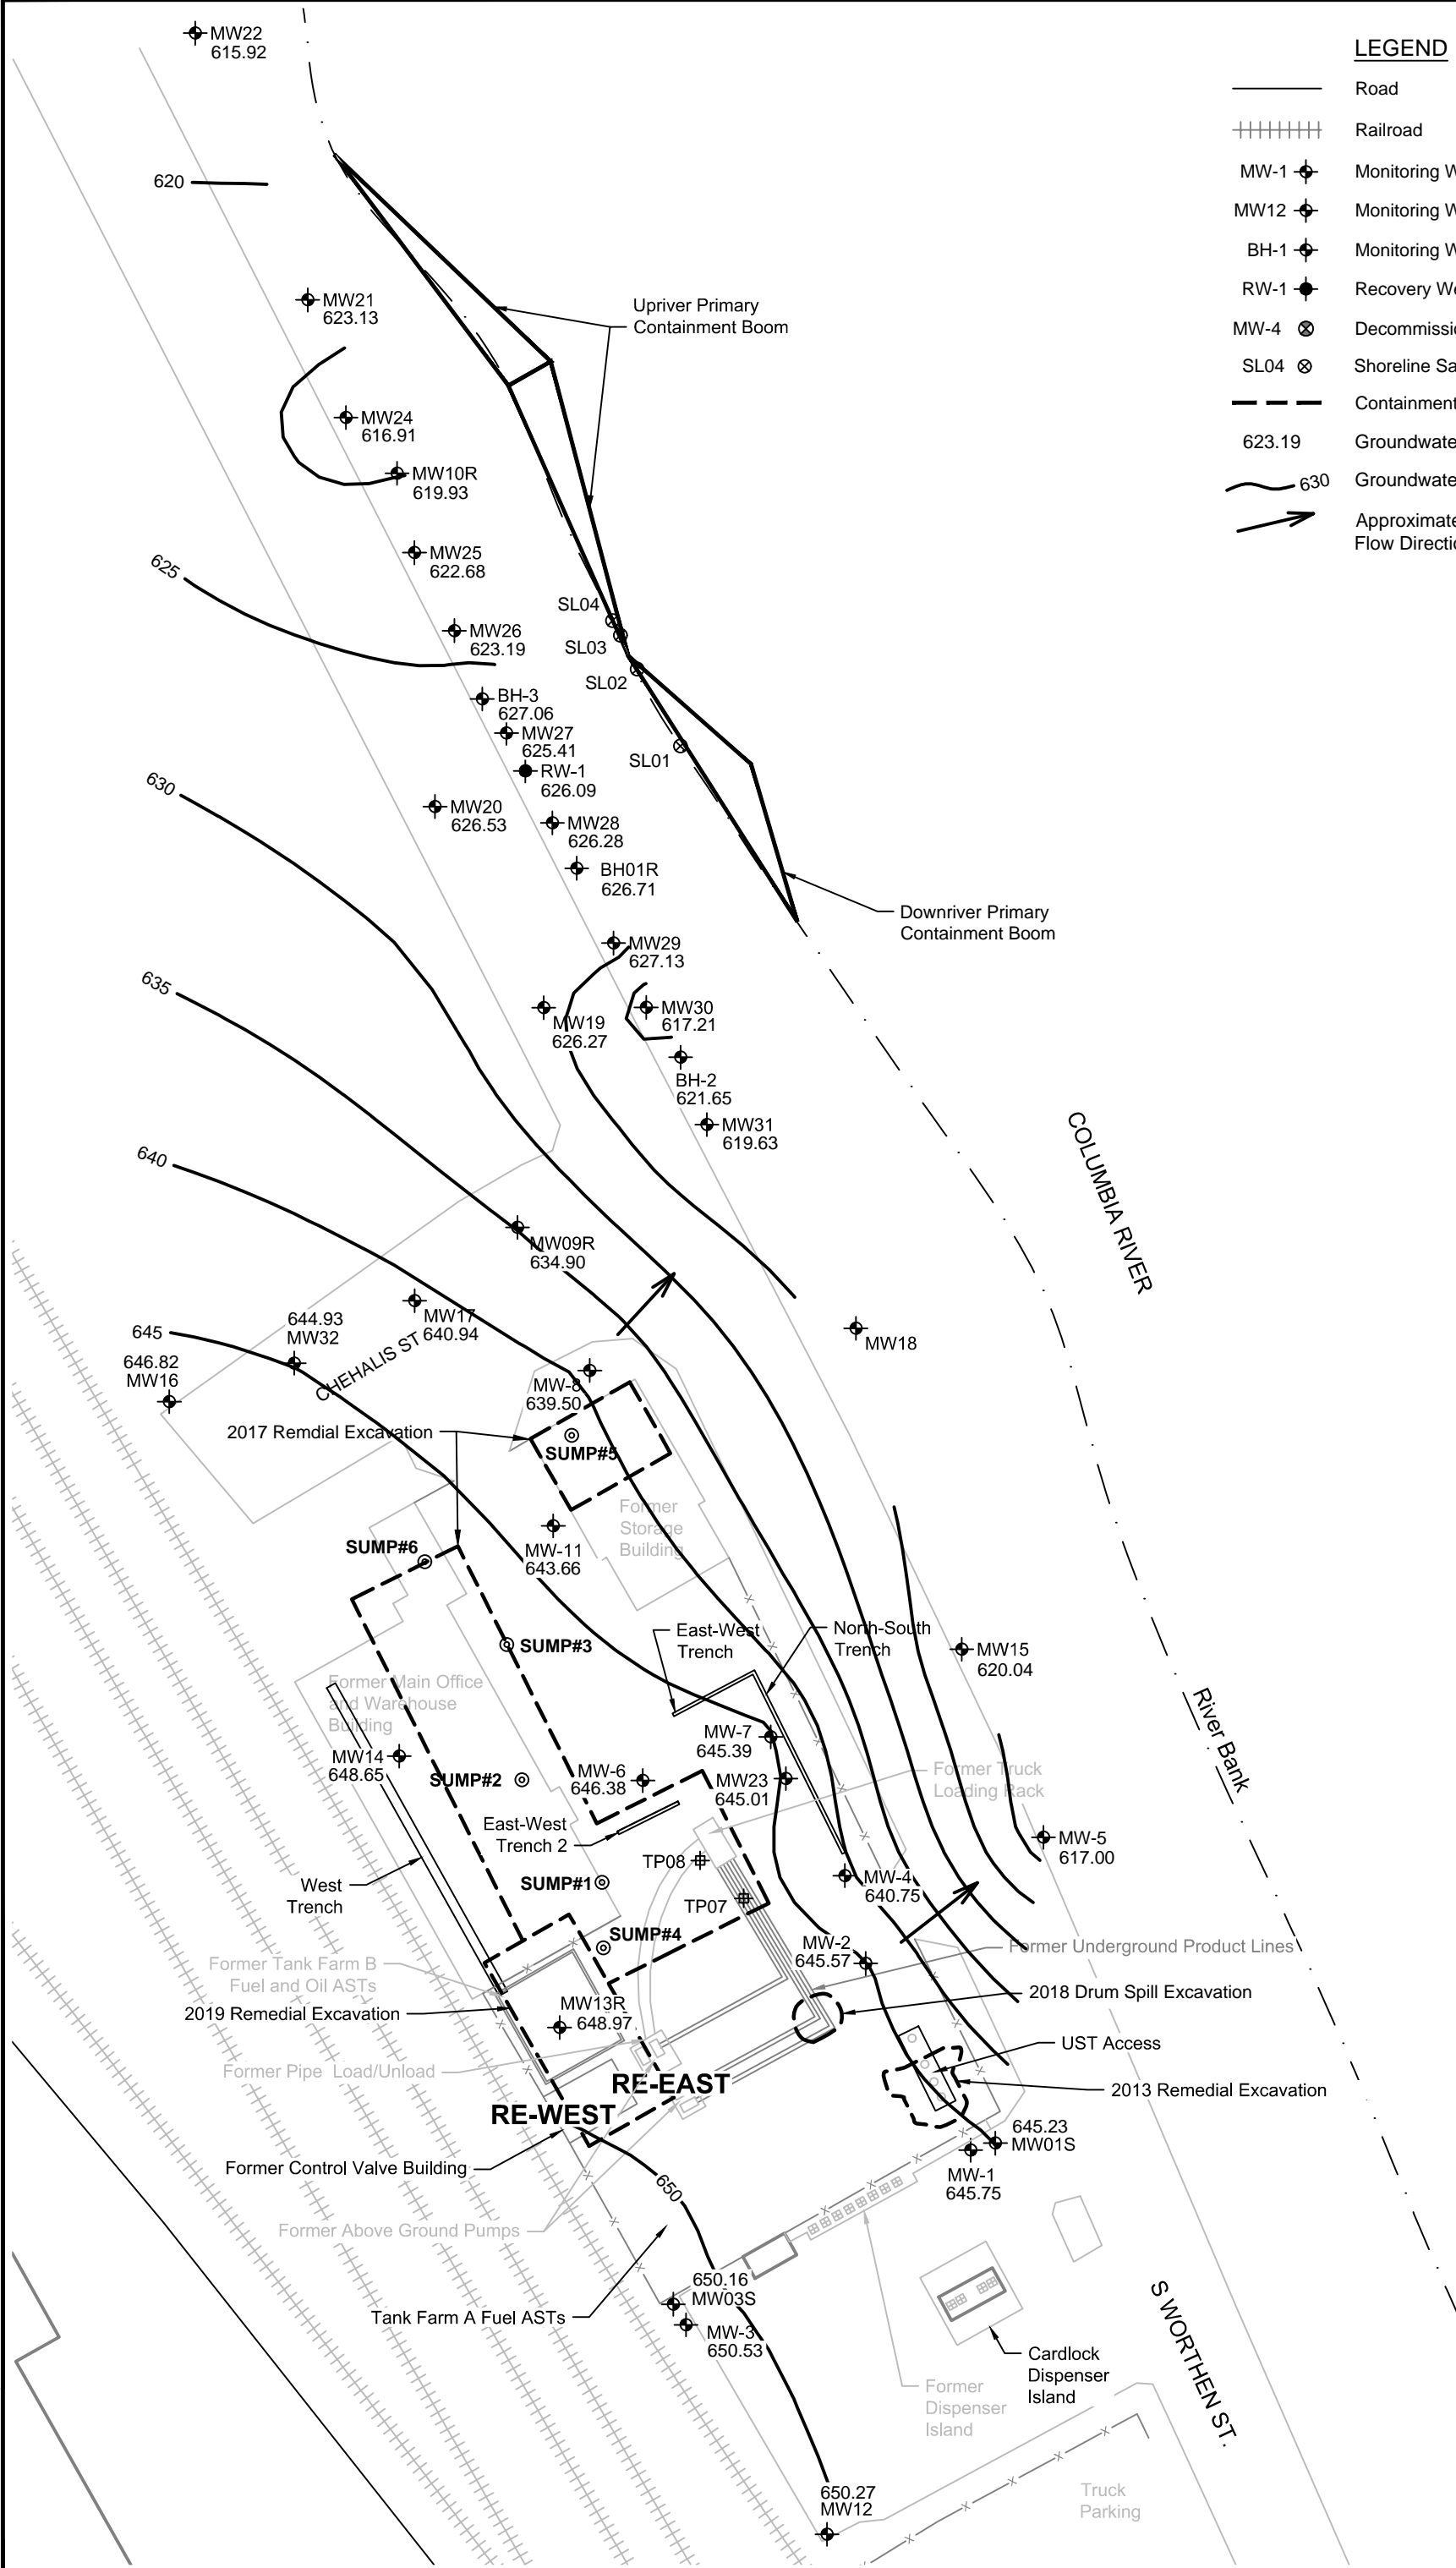 LEGEND
Road
Railroad
MW-1
Monitoring
MW12
Monitoring
BH-1
Monitoring
RW-1
Recovery
MW-4
SL04
Shoreline
Containment
623.19
630
Flow
MW22
615.92
620
MW21
623.13
Upriver Primary
Containment Boom
MW24
616.91
MW10R
619.93
625
MW25
622.68
SL04
MW26
623.19
SL03
SL02
BH-3
627.06
MW27
625.41
SL01
RW-1
626.09
630
MW20
626.53
MW28
626.28
BH01R
626.71
Downriver Primary
Containment Boom
MW29
627.13
635
MW30
617.21
MW19
626.27
BH-2
621.65
MW31
619.63
COLUMBIA RIVER
640
MW09R
634.90
MW17
640.94
644.93
MW32
645
MW18
646.82
MW16
CHEHALIS ST
MW-8
639.50
2017 Remdial Excavation
SUMP#5
Former
Storage
Building
SUMP#6
MW-11
643.66
East-West
Trench
North-South
Trench
SUMP#3
MW15
620.04
Former Main Office
and Warehouse
Building
River Bank
MW-7
645.39
MW14
648.65
SUMP#2
MW-6
646.38
MW23
645.01
Former Truck
Loading Rack
East-West
Trench 2
MW-5
617.00
TP08
West
Trench
SUMP#1
TP07
MW-4
640.75
SUMP#4
MW-2
645.57
Former Underground Product Lines
Former Tank Farm B
Fuel and Oil ASTs
2018 Drum Spill Excavation
2019 Remedial Excavation
MW13R
648.97
UST Access
Former Pipe Load/Unload
RE-EAST
2013 Remedial Excavation
RE-WEST
645.23
MW01S
Former Control Valve Building
MW-1
645.75
650
Former Above Ground Pumps
650.16
MW03S
Tank Farm A Fuel ASTs
MW-3
650.53
Cardlock
Dispenser
Island
S WORTHEN ST.
Former
Dispenser
Island
650.27
MW12
Truck
Parking